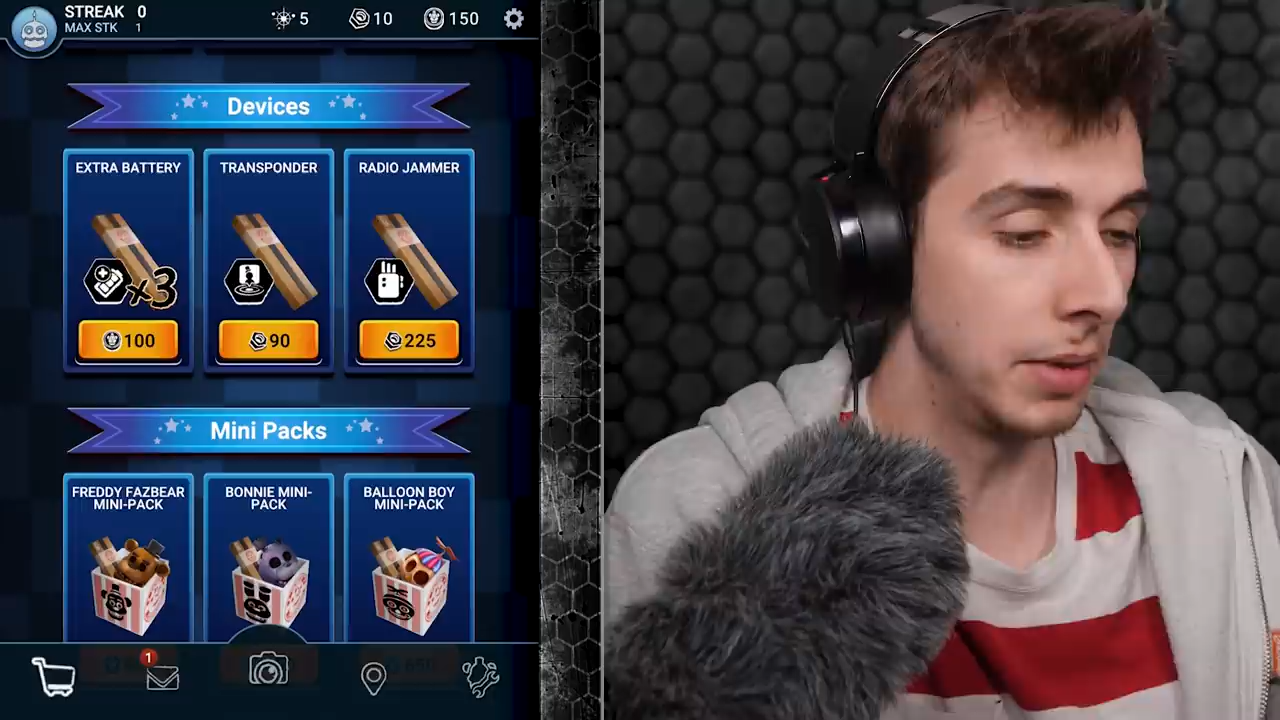 STREAK 0
MAX STK 1
5
10
150
Devices
EXTRA BATTERY
TRANSPONDER
RADIO JAMMER
x3
100
90
225
Mini Packs
FREDDY FAZBEAR
MINI-PACK
BONNIE MINI-
PACK
BALLOON BOY
MINI-PACK
1